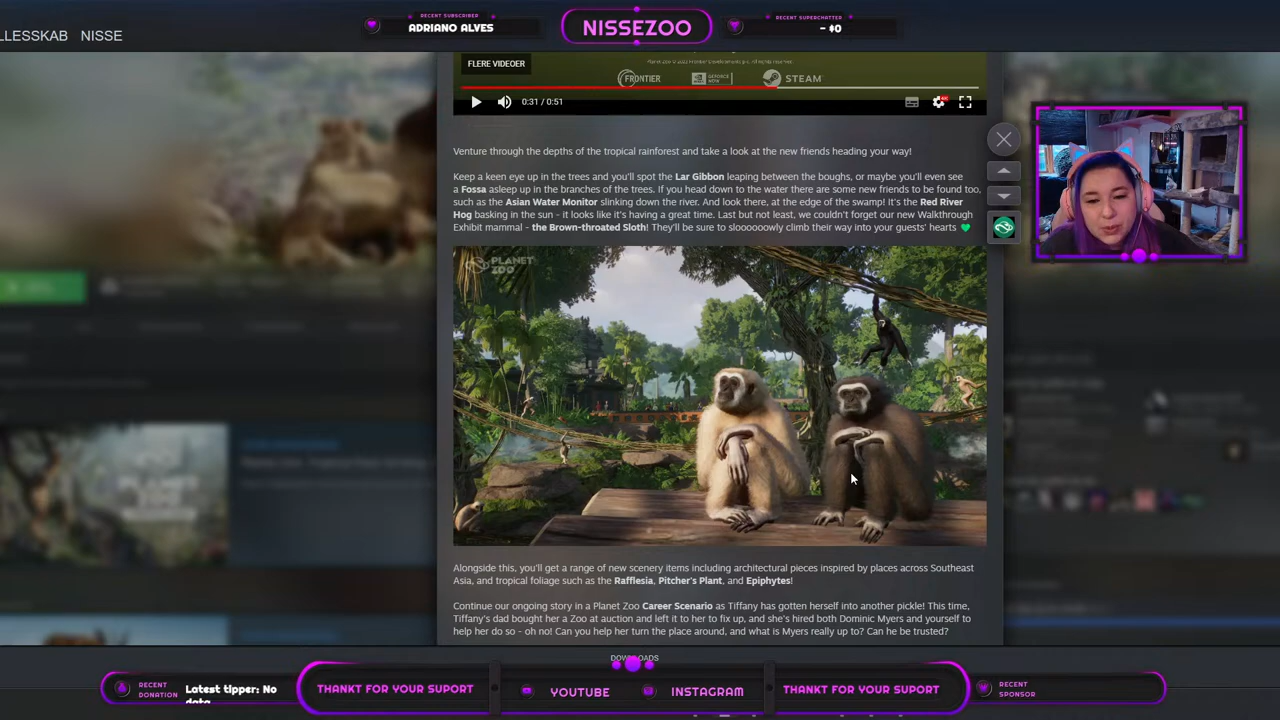 LLESSKAB NISSE
RECENT SUBSCRIBER
ADRIANO ALVES
NISSEZOO
RECENT SUPERCHATTER
- $0
FLERE VIDEOER
FRONTIER
STEAM
0:31 / 0:51
Venture through the depths of the tropical rainforest and take a look at the new friends heading your way!
Keep a keen eye up in the trees and you'll spot the Lar Gibbon leaping between the boughs, or maybe you'll even see
a Fossa asleep up in the branches of the trees. If you head down to the water there are some new friends to be found too,
such as the Asian Water Monitor slinking down the river. And look there, at the edge of the swamp! It's the Red River
Hog basking in the sun - it looks like it's having a great time. Last but not least, we couldn't forget our new Walkthrough
Exhibit mammal - the Brown-throated Sloth! They'll be sure to sloooooowly climb their way into your guests' hearts 💚
PLANET
ZOO
Alongside this, you'll get a range of new scenery items including architectural pieces inspired by places across Southeast
Asia, and tropical foliage such as the Rafflesia, Pitcher's Plant, and Epiphytes!
Continue our ongoing story in a Planet Zoo Career Scenario as Tiffany has gotten herself into another pickle! This time,
Tiffany's dad bought her a Zoo at auction and left it to her to fix up, and she's hired both Dominic Myers and yourself to
help her do so - oh no! Can you help her turn the place around, and what is Myers really up to? Can he be trusted?
RECENT
DONATION
Latest tipper: No
data
THANKT FOR YOUR SUPORT
YOUTUBE
INSTAGRAM
THANKT FOR YOUR SUPORT
RECENT
SPONSOR